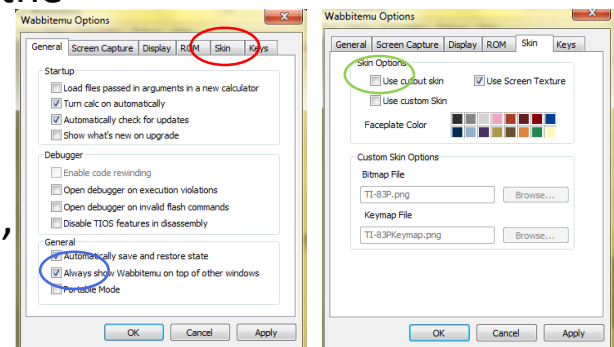 the
Wabbitemu Options
General Screen Capture Display ROM Skin Keys
Startup
Load files passed in arguments in a new calculator
Turn calc on automatically
Automatically check for updates
Show what's new on upgrade
Debugger
Enable code rewinding
Open debugger on execution violations
Open debugger on invalid flash commands
Disable TIOS features in disassembly
,
General
Automatically save and restore state
Always show Wabbitemu on top of other windows
Portable Mode
OK Cancel Apply
Wabbitemu Options
General Screen Capture Display ROM Skin Keys
Skin Options
Use cutout skin Use Screen Texture
Use custom Skin
Faceplate Color
Custom Skin Options
Bitmap File
TI-83P.png Browse...
Keymap File
TI-83PKeymap.png Browse...
OK Cancel Apply